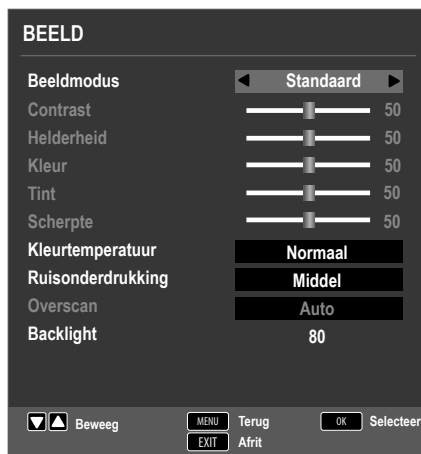 BEELD
Beeldmodus Standaard
Contrast 50
Helderheid 50
Kleur 50
Tint 50
Scherpte 50
Kleurtemperatuur Normaal
Ruisonderdrukking Middel
Overscan Auto
Backlight 80
Beweeg MENU Terug OK Selecteer
EXIT Afrit